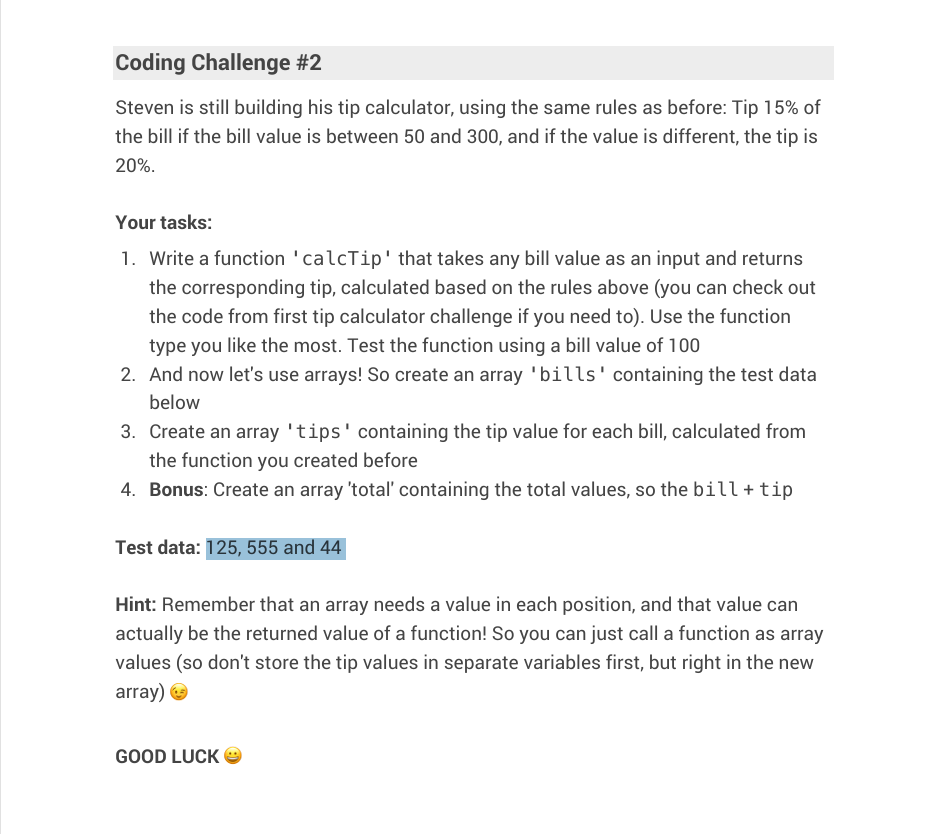 Coding Challenge #2
Steven is still building his tip calculator, using the same rules as before: Tip 15% of
the bill if the bill value is between 50 and 300, and if the value is different, the tip is
20%.
Your tasks:
1. Write a function 'calcTip' that takes any bill value as an input and returns
the corresponding tip, calculated based on the rules above (you can check out
the code from first tip calculator challenge if you need to). Use the function
type you like the most. Test the function using a bill value of 100
2. And now let's use arrays! So create an array 'bills' containing the test data
below
3. Create an array 'tips' containing the tip value for each bill, calculated from
the function you created before
4. Bonus: Create an array 'total' containing the total values, so the bill + tip
Test data: 125, 555 and 44
Hint: Remember that an array needs a value in each position, and that value can
actually be the returned value of a function! So you can just call a function as array
values (so don't store the tip values in separate variables first, but right in the new
array) 😉
GOOD LUCK 😀